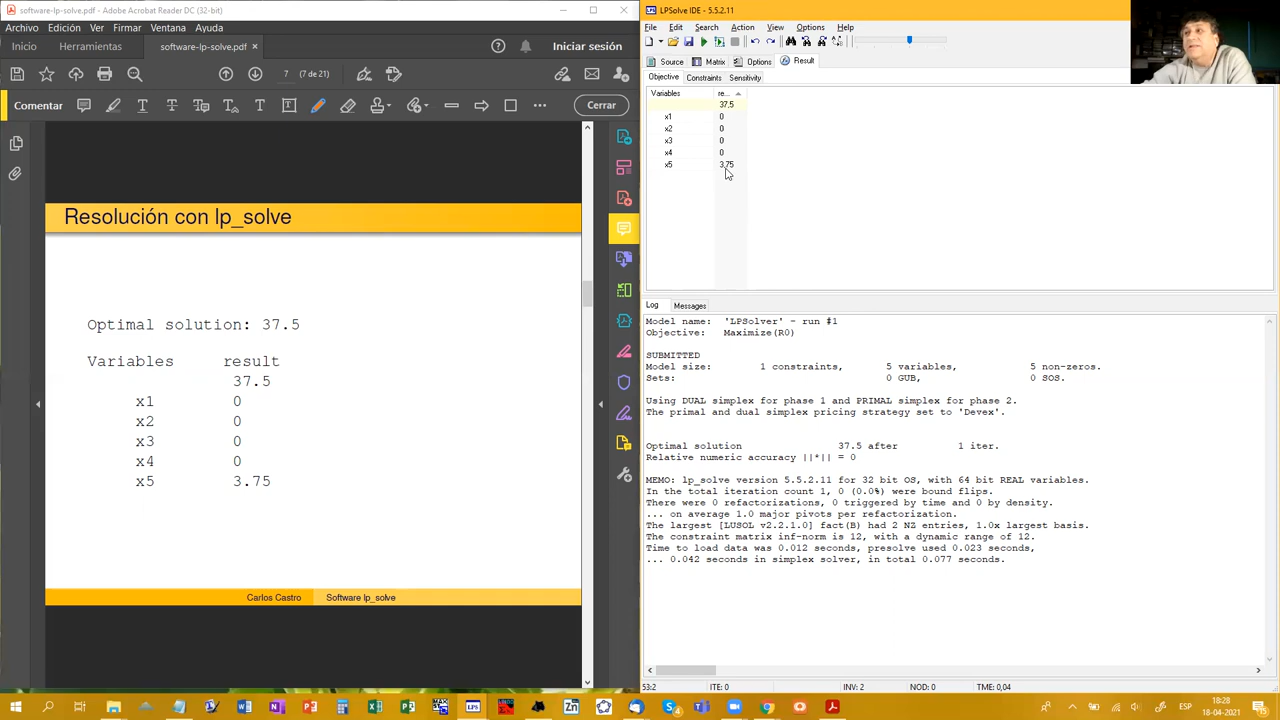 software-lp-solve.pdf - Adobe Acrobat Reader DC (32-bit)
Archivo Edición Ver Firmar Ventana Ayuda
Inicio Herramientas software-lp-solve.pdf × Iniciar sesión
7 (7 de 21)
Comentar Cerrar
Resolución con lp_solve
Optimal solution: 37.5
Variables result
37.5
x1 0
x2 0
x3 0
x4 0
x5 3.75
Carlos Castro Software lp_solve
LPSolve IDE - 5.5.2.11
File Edit Search Action View Options Help
Source Matrix Options Result
Objective Constraints Sensitivity
Variables re...
37,5
x1 0
x2 0
x3 0
x4 0
x5 3,75
Log Messages
Model name: 'LPSolver' - run #1
Objective: Maximize(R0)
SUBMITTED
Model size: 1 constraints, 5 variables, 5 non-zeros.
Sets: 0 GUB, 0 SOS.
Using DUAL simplex for phase 1 and PRIMAL simplex for phase 2.
The primal and dual simplex pricing strategy set to 'Devex'.
Optimal solution 37.5 after 1 iter.
Relative numeric accuracy ||*|| = 0
MEMO: lp_solve version 5.5.2.11 for 32 bit OS, with 64 bit REAL variables.
In the total iteration count 1, 0 (0.0%) were bound flips.
There were 0 refactorizations, 0 triggered by time and 0 by density.
... on average 1.0 major pivots per refactorization.
The largest [LUSOL v2.2.1.0] fact(B) had 2 NZ entries, 1.0x largest basis.
The constraint matrix inf-norm is 12, with a dynamic range of 12.
Time to load data was 0.012 seconds, presolve used 0.023 seconds,
... 0.042 seconds in simplex solver, in total 0.077 seconds.
53:2 ITE: 0 INV: 2 NOD: 0 TME: 0,04
ESP 18:28
18-04-2021